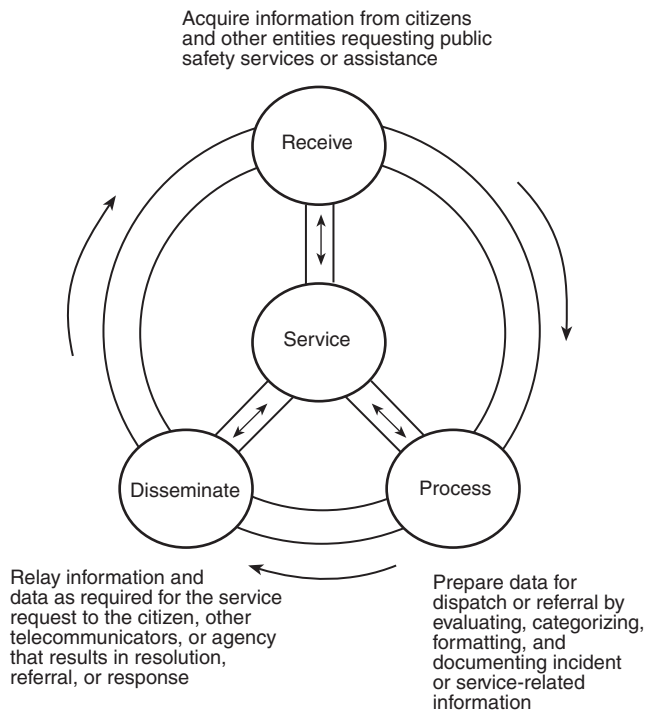 Acquire information from citizens
and other entities requesting public
safety services or assistance
Receive
Service
Disseminate
Process
Relay information and
data as required for the service
request to the citizen, other
telecommunicators, or agency
that results in resolution,
referral, or response
Prepare data for
dispatch or referral by
evaluating, categorizing,
formatting, and
documenting incident
or service-related
information